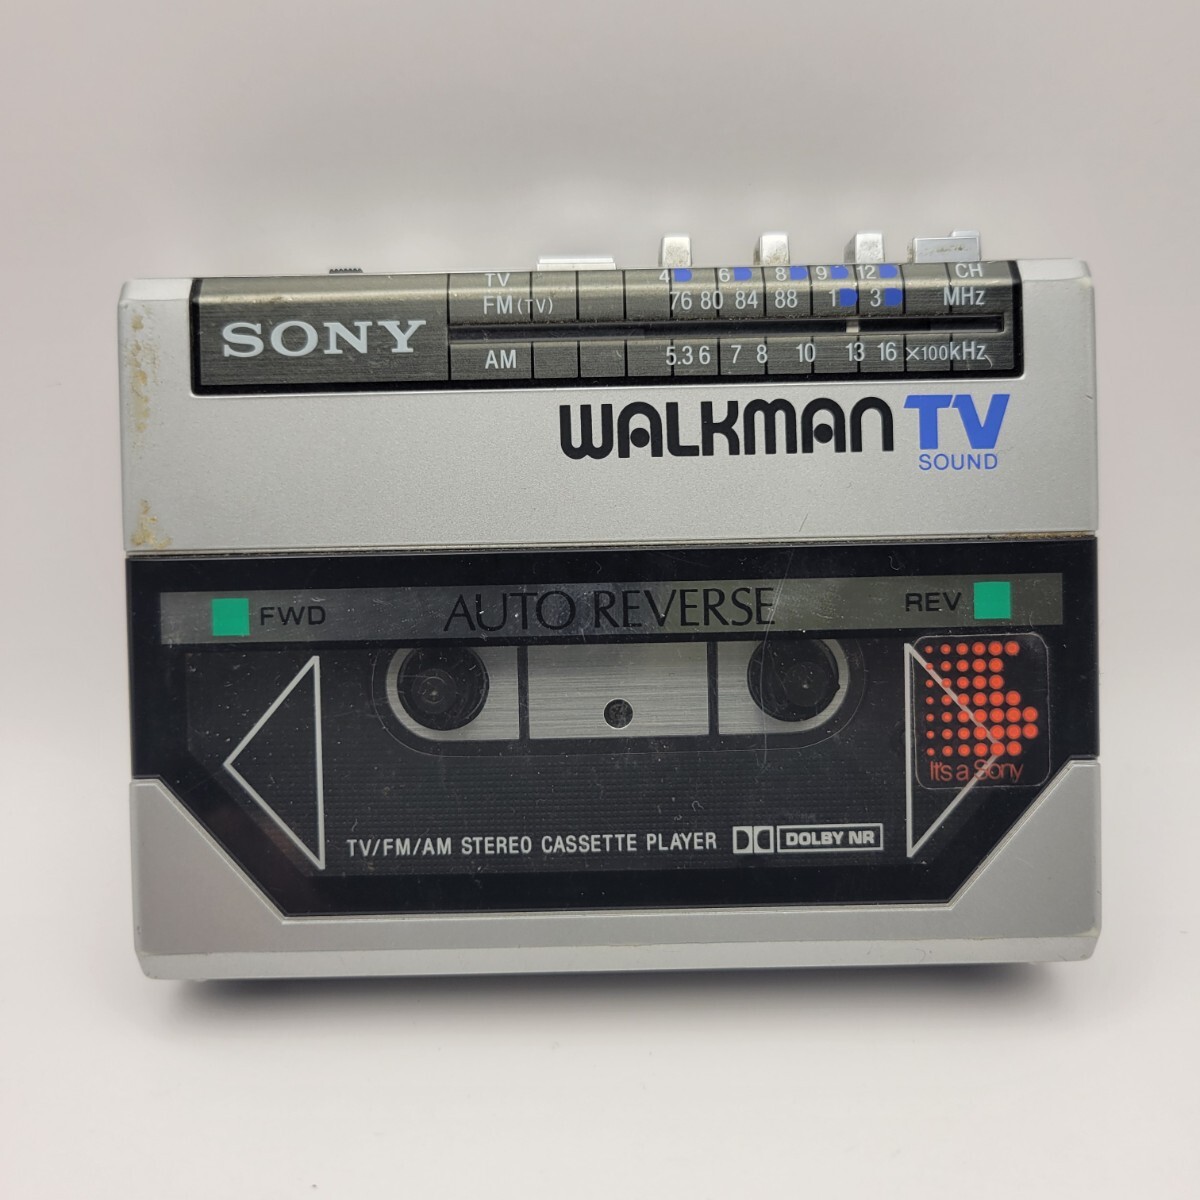 TV 4 6 8 9 12 CH
FM (TV) 76 80 84 88 1 3 MHz
SONY
AM 5.3 6 7 8 10 13 16 ×100kHz
WALKMAN TV
SOUND
FWD AUTO REVERSE REV
It's a Sony
TV/FM/AM STEREO CASSETTE PLAYER DOLBY NR